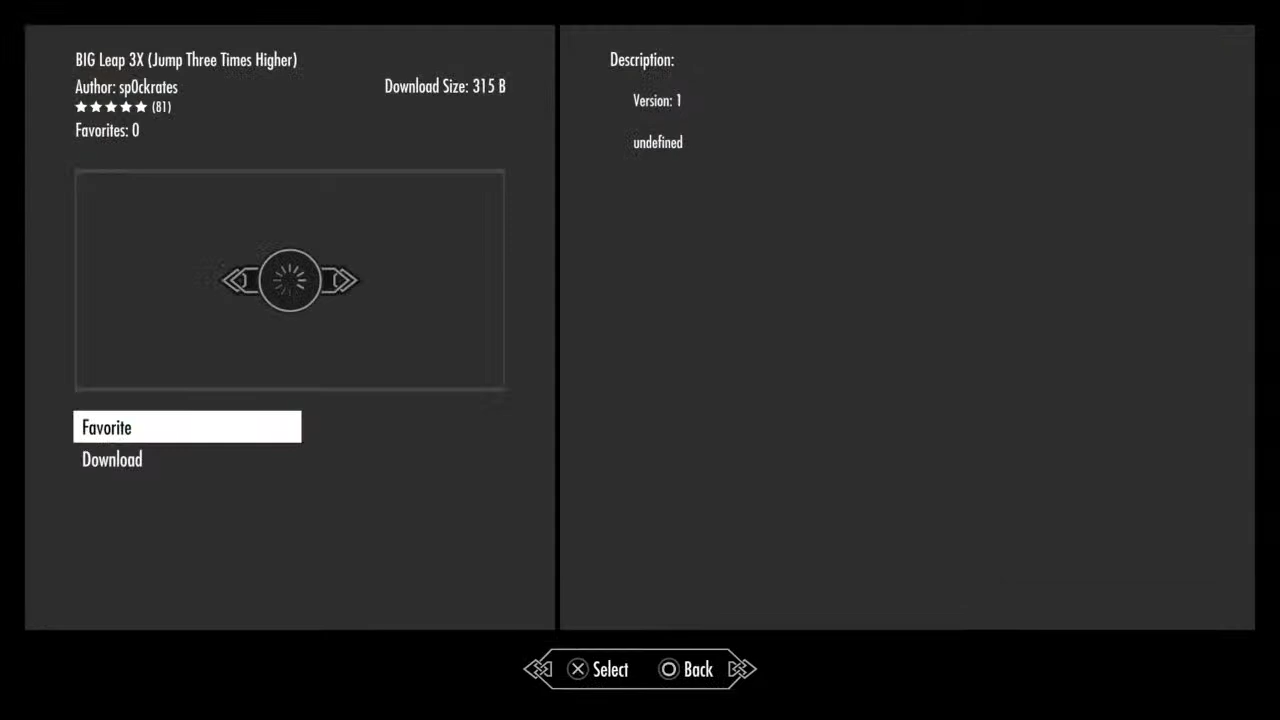 BIG Leap 3X (Jump Three Times Higher)
Author: sp0ckrates
Download Size: 315 B
(81)
Favorites: 0
Favorite
Download
Description:
Version: 1
undefined
Select
Back